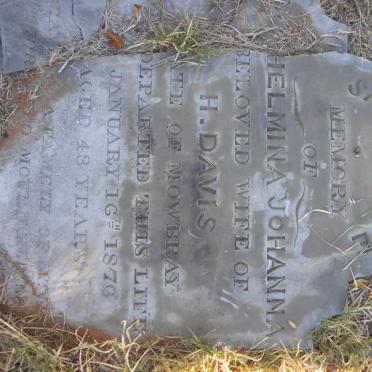 MEMORY
OF
HELMINA JOHANNA
BELOVED WIFE OF
H. DAVIS
LATE OF MOWBRAY
DEPARTED THIS LIFE
JANUARY 16TH 1876
AGED 48 YEARS